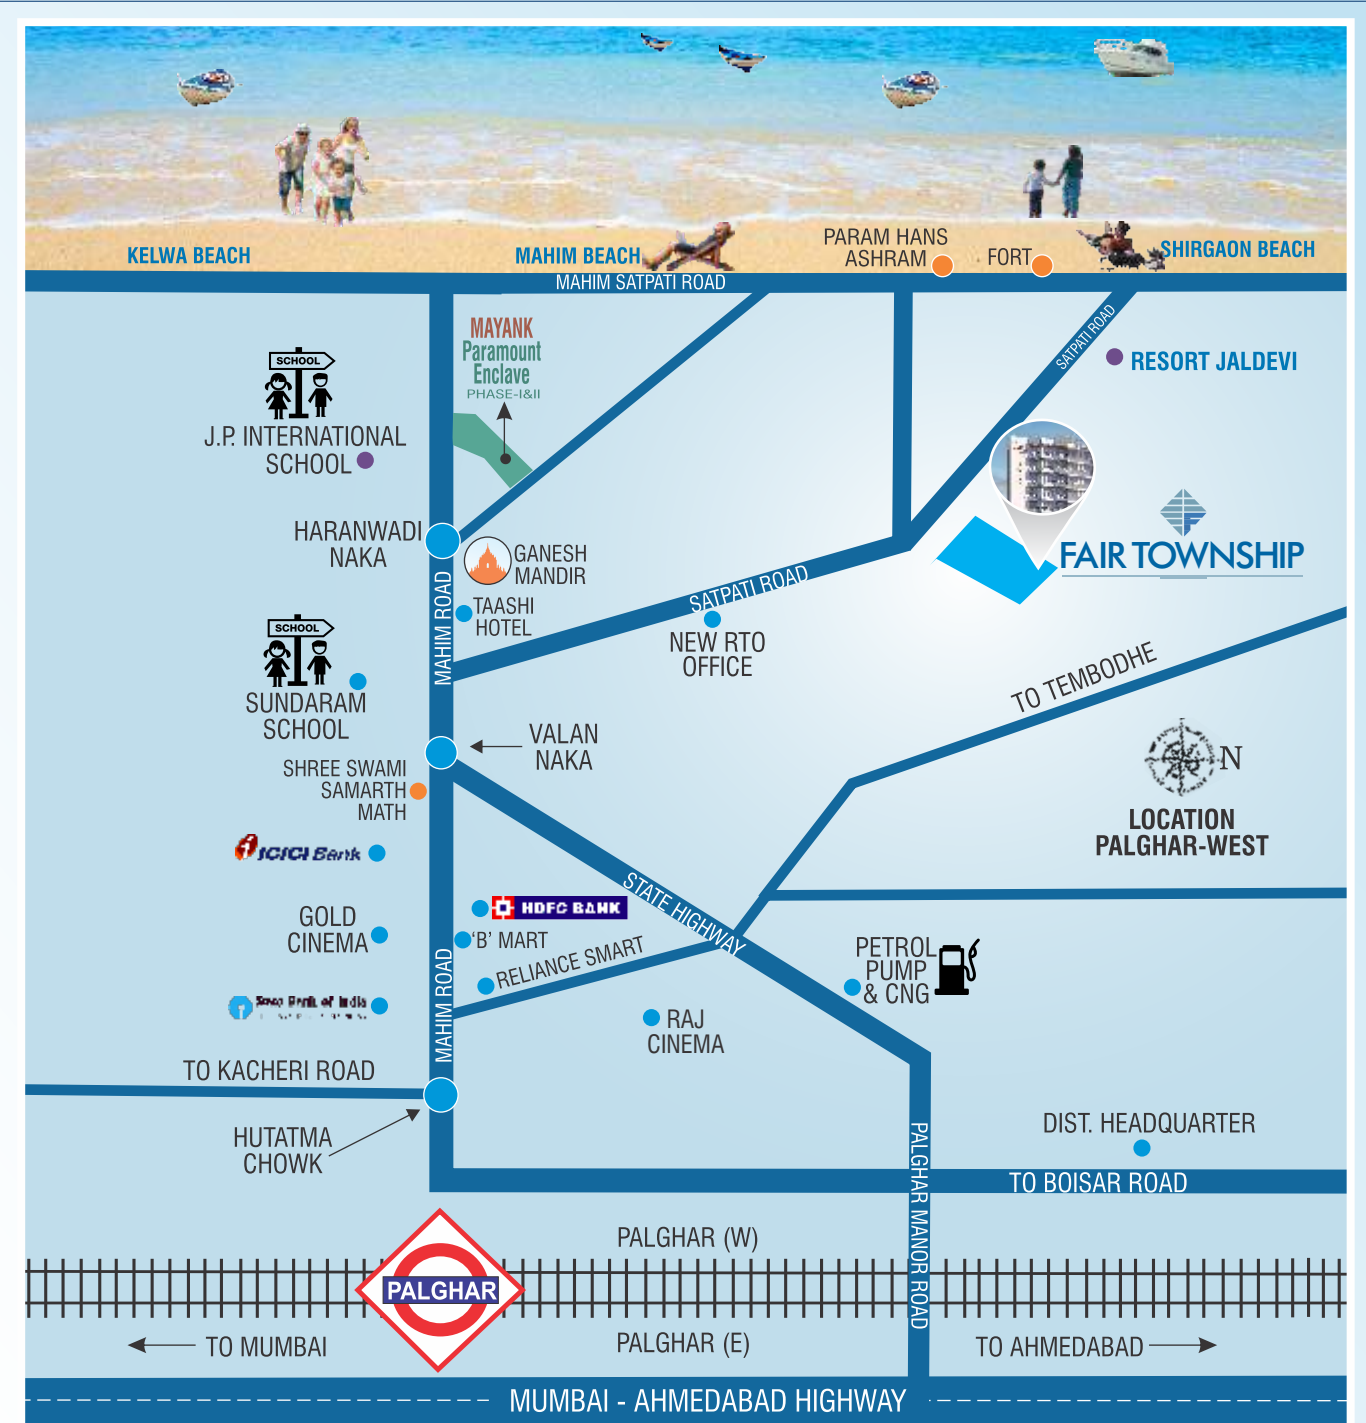 PARAM HANS
ASHRAM
FORT
KELWA BEACH
MAHIM BEACH
SHIRGAON BEACH
MAHIM SATPATI ROAD
MAYANK
Paramount
Enclave
PHASE-I&II
SATPATI ROAD
RESORT JALDEVI
SCHOOL
J.P. INTERNATIONAL
SCHOOL
HARANWADI
NAKA
GANESH
MANDIR
FAIR TOWNSHIP
MAHIM ROAD
TAASHI
HOTEL
SATPATI ROAD
NEW RTO
OFFICE
SCHOOL
SUNDARAM
SCHOOL
TO TEMBODHE
VALAN
NAKA
N
SHREE SWAMI
SAMARTH
MATH
LOCATION
PALGHAR-WEST
ICICI Bank
STATE HIGHWAY
HDFC BANK
GOLD
CINEMA
'B' MART
RELIANCE SMART
PETROL
PUMP
& CNG
MAHIM ROAD
RAJ
CINEMA
TO KACHERI ROAD
HUTATMA
CHOWK
DIST. HEADQUARTER
PALGHAR MANOR ROAD
TO BOISAR ROAD
PALGHAR (W)
PALGHAR
PALGHAR (E)
TO MUMBAI
TO AHMEDABAD
MUMBAI - AHMEDABAD HIGHWAY